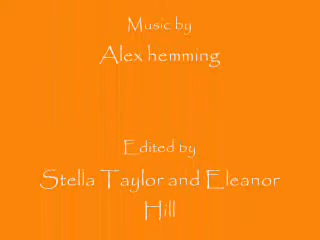 Music by
Alex hemming
Edited by
Stella Taylor and Eleanor
Hill